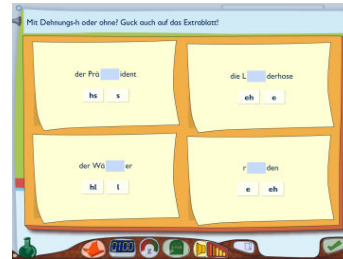 Mit Dehnungs-h oder ohne? Guck auch auf das Extrablatt!
der Prä ident
hs s
die L derhose
eh e
der Wä er
hl l
r den
e eh